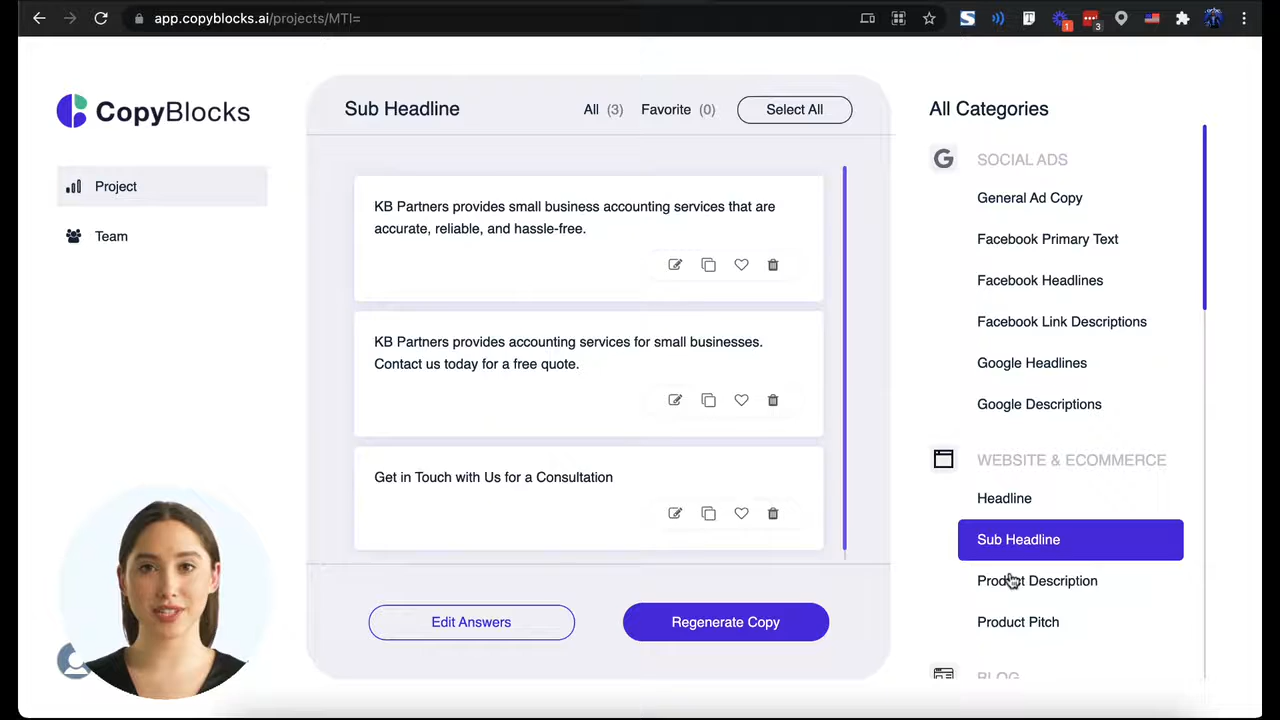 app.copyblocks.ai/projects/MTI=
1
3
CopyBlocks
Project
Team
Sub Headline
All (3)
Favorite (0)
Select All
KB Partners provides small business accounting services that are
accurate, reliable, and hassle-free.
KB Partners provides accounting services for small businesses.
Contact us today for a free quote.
Get in Touch with Us for a Consultation
Edit Answers
Regenerate Copy
All Categories
SOCIAL ADS
General Ad Copy
Facebook Primary Text
Facebook Headlines
Facebook Link Descriptions
Google Headlines
Google Descriptions
WEBSITE & ECOMMERCE
Headline
Sub Headline
Product Description
Product Pitch
BLOG